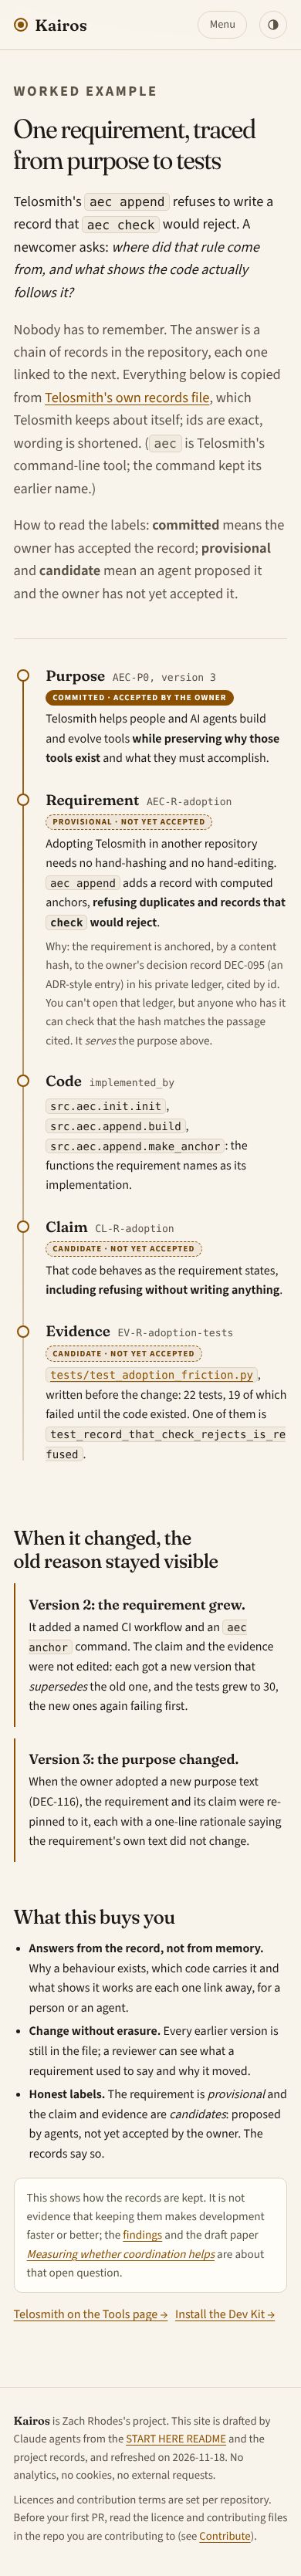 Kairos
Menu
WORKED EXAMPLE
One requirement, traced
from purpose to tests
Telosmith's aec append refuses to write a
record that aec check would reject. A
newcomer asks: where did that rule come
from, and what shows the code actually
follows it?
Nobody has to remember. The answer is a
chain of records in the repository, each one
linked to the next. Everything below is copied
from Telosmith's own records file, which
Telosmith keeps about itself; ids are exact,
wording is shortened. (aec is Telosmith's
command-line tool; the command kept its
earlier name.)
How to read the labels: committed means the
owner has accepted the record; provisional
and candidate mean an agent proposed it
and the owner has not yet accepted it.
Purpose AEC-P0, version 3
COMMITTED · ACCEPTED BY THE OWNER
Telosmith helps people and AI agents build
and evolve tools while preserving why those
tools exist and what they must accomplish.
Requirement AEC-R-adoption
PROVISIONAL · NOT YET ACCEPTED
Adopting Telosmith in another repository
needs no hand-hashing and no hand-editing.
aec append adds a record with computed
anchors, refusing duplicates and records that
check would reject.
Why: the requirement is anchored, by a content
hash, to the owner's decision record DEC-095 (an
ADR-style entry) in his private ledger, cited by id.
You can't open that ledger, but anyone who has it
can check that the hash matches the passage
cited. It serves the purpose above.
Code implemented_by
src.aec.init.init,
src.aec.append.build,
src.aec.append.make_anchor: the
functions the requirement names as its
implementation.
Claim CL-R-adoption
CANDIDATE · NOT YET ACCEPTED
That code behaves as the requirement states,
including refusing without writing anything.
Evidence EV-R-adoption-tests
CANDIDATE · NOT YET ACCEPTED
tests/test_adoption_friction.py,
written before the change: 22 tests, 19 of which
failed until the code existed. One of them is
test_record_that_check_rejects_is_re
fused.
When it changed, the
old reason stayed visible
Version 2: the requirement grew.
It added a named CI workflow and an aec
anchor command. The claim and the evidence
were not edited: each got a new version that
supersedes the old one, and the tests grew to 30,
the new ones again failing first.
Version 3: the purpose changed.
When the owner adopted a new purpose text
(DEC-116), the requirement and its claim were re-
pinned to it, each with a one-line rationale saying
the requirement's own text did not change.
What this buys you
• Answers from the record, not from memory.
Why a behaviour exists, which code carries it and
what shows it works are each one link away, for a
person or an agent.
• Change without erasure. Every earlier version is
still in the file; a reviewer can see what a
requirement used to say and why it moved.
• Honest labels. The requirement is provisional and
the claim and evidence are candidates: proposed
by agents, not yet accepted by the owner. The
records say so.
This shows how the records are kept. It is not
evidence that keeping them makes development
faster or better; the findings and the draft paper
Measuring whether coordination helps are about
that open question.
Telosmith on the Tools page → Install the Dev Kit →
Kairos is Zach Rhodes's project. This site is drafted by
Claude agents from the START HERE README and the
project records, and refreshed on 2026-11-18. No
analytics, no cookies, no external requests.
Licences and contribution terms are set per repository.
Before your first PR, read the licence and contributing files
in the repo you are contributing to (see Contribute).